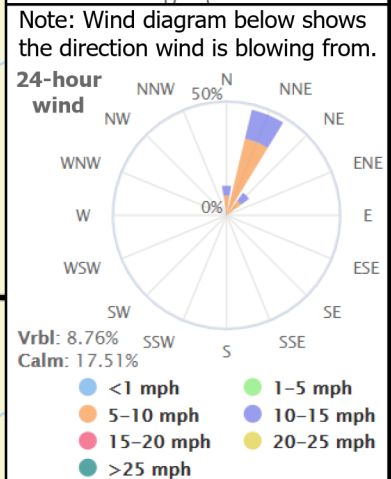 Note: Wind diagram below shows
the direction wind is blowing from.
24-hour
wind
N
NNW
50%
NNE
NW
NE
WNW
ENE
W
0%
E
WSW
ESE
SW
SE
Vrbl: 8.76%
SSW
SSE
S
Calm: 17.51%
<1 mph
1-5 mph
5-10 mph
10-15 mph
15-20 mph
20-25 mph
>25 mph